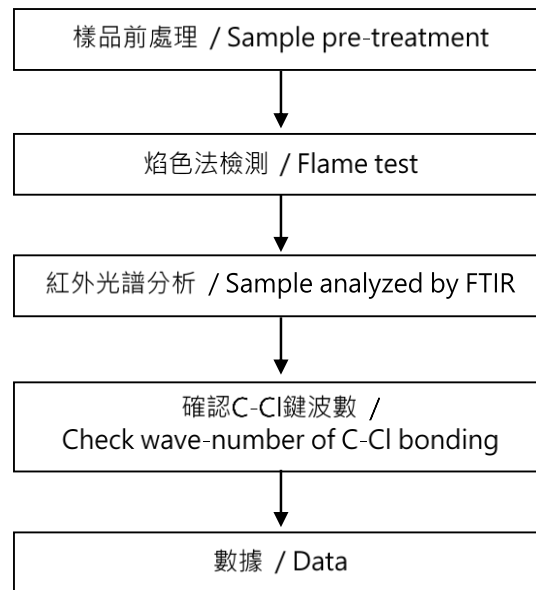 樣品前處理 / Sample pre-treatment
焰色法檢測 / Flame test
紅外光譜分析 / Sample analyzed by FTIR
確認C-Cl鍵波數 /
Check wave-number of C-Cl bonding
數據 / Data